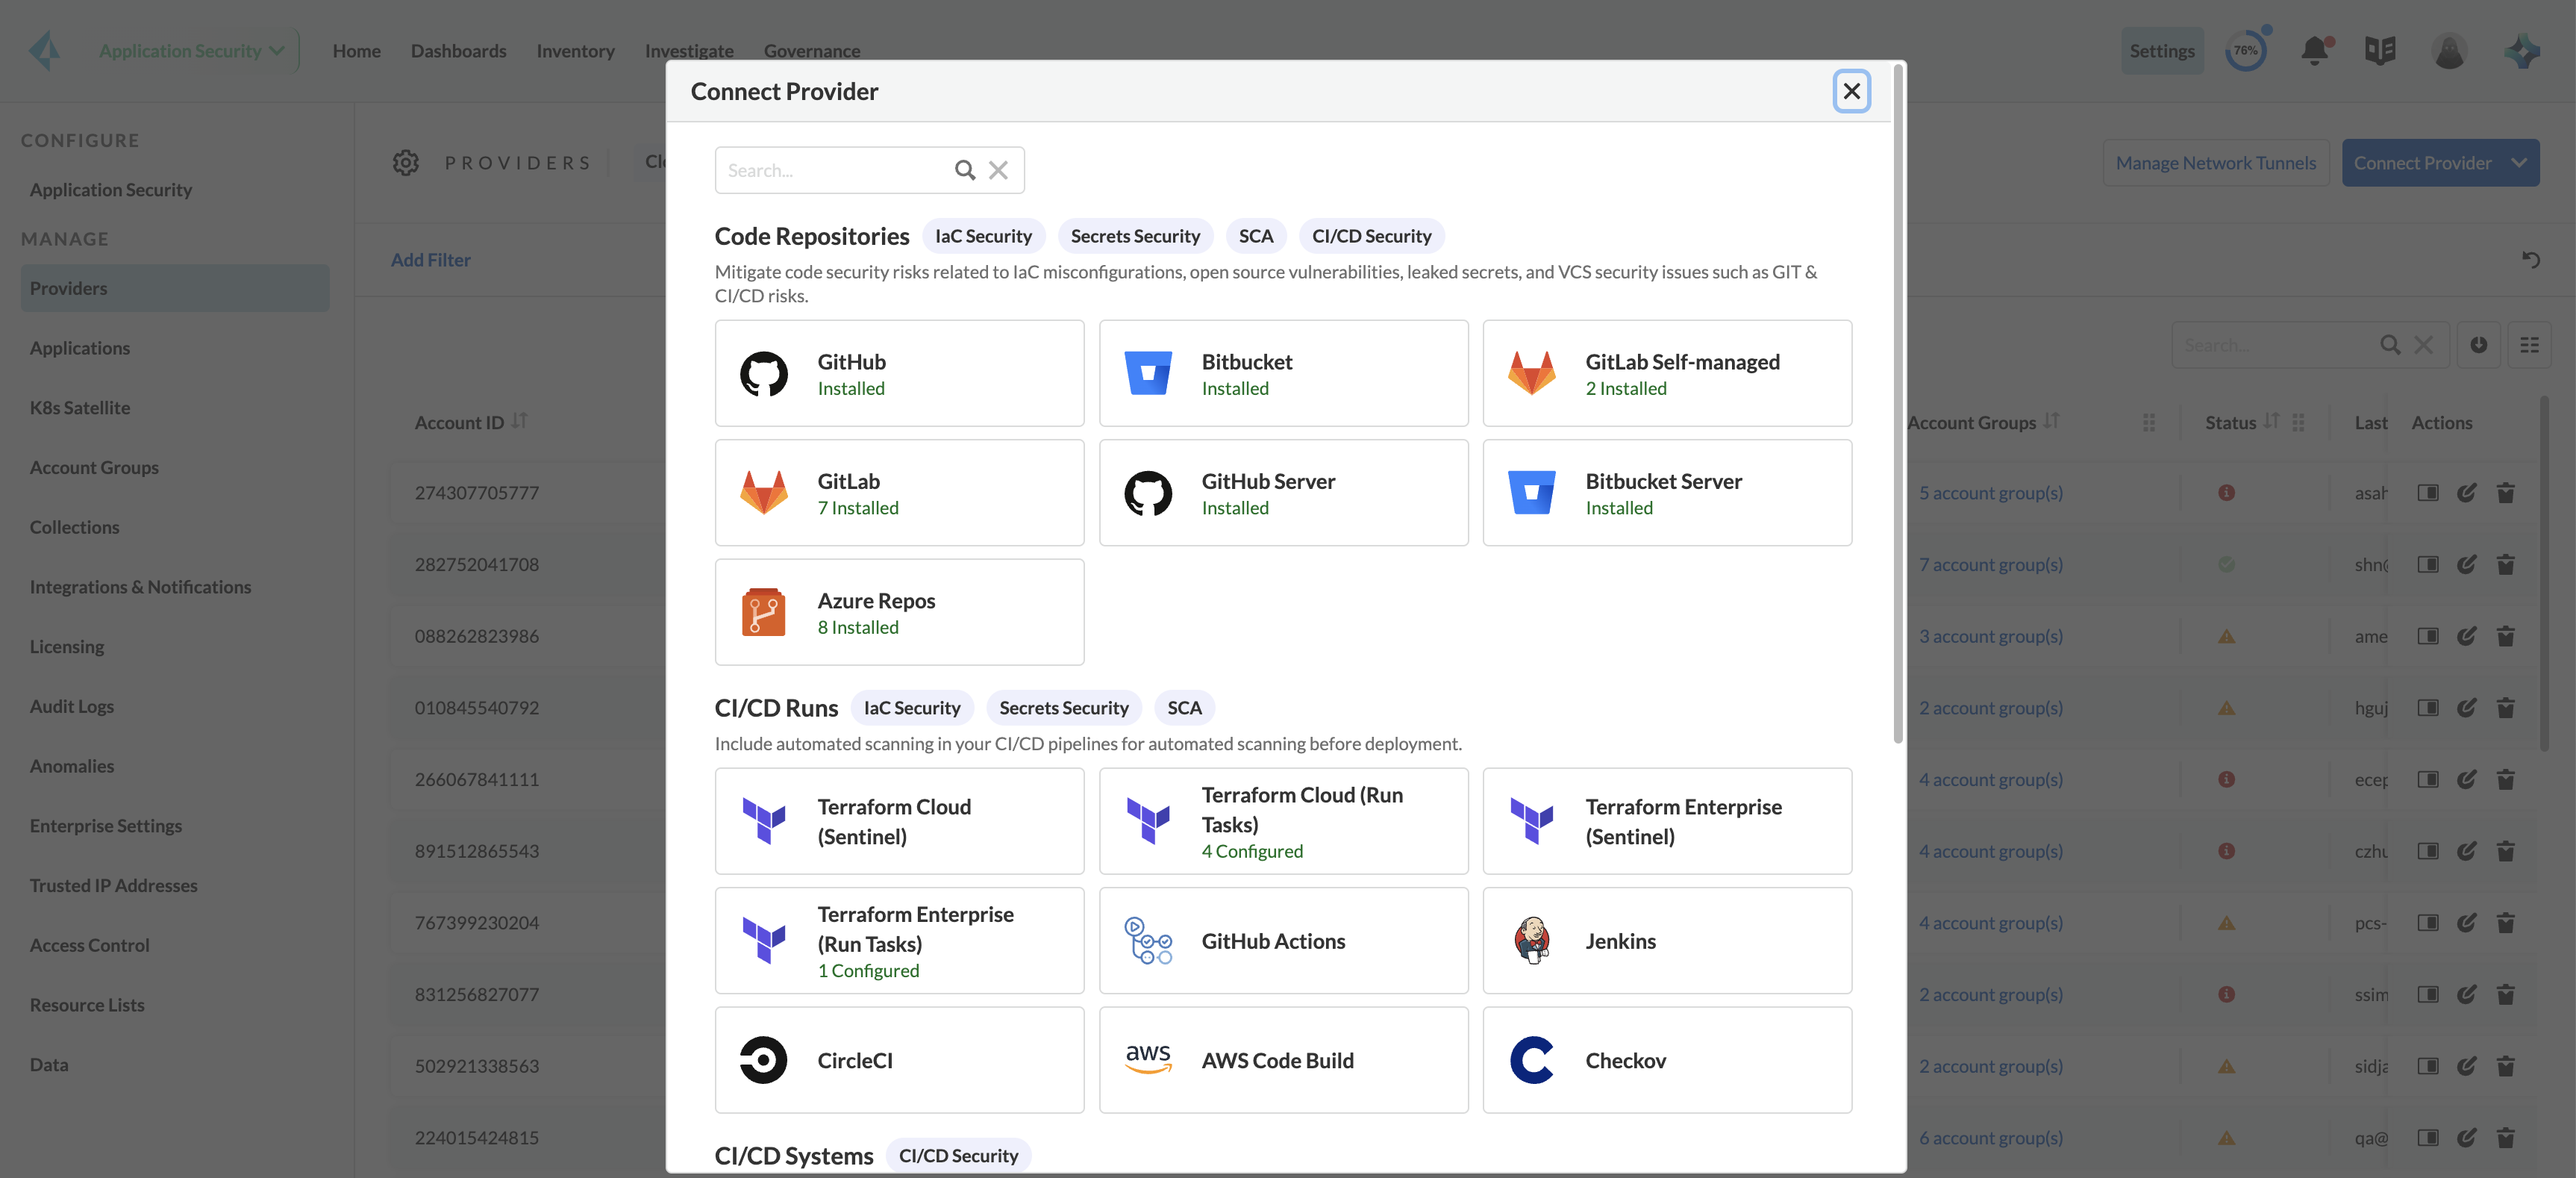 Application Security
Home
Dashboards
Inventory
Investigate
Governance
Settings
76%
CONFIGURE
Application Security
MANAGE
Providers
Applications
K8s Satellite
Account Groups
Collections
Integrations & Notifications
Licensing
Audit Logs
Anomalies
Enterprise Settings
Trusted IP Addresses
Access Control
Resource Lists
Data
PROVIDERS
Clo
Manage Network Tunnels
Connect Provider
Add Filter
Search...
Account ID
Account Groups
Status
Last
Actions
274307705777
5 account group(s)
asah
282752041708
7 account group(s)
shn@
088262823986
3 account group(s)
ame
010845540792
2 account group(s)
hguj
266067841111
4 account group(s)
ecep
891512865543
4 account group(s)
czhu
767399230204
4 account group(s)
pcs-
831256827077
2 account group(s)
ssim
502921338563
2 account group(s)
sidja
224015424815
6 account group(s)
qa@
Connect Provider
Search...
Code Repositories
IaC Security
Secrets Security
SCA
CI/CD Security
Mitigate code security risks related to IaC misconfigurations, open source vulnerabilities, leaked secrets, and VCS security issues such as GIT &
CI/CD risks.
GitHub
Installed
Bitbucket
Installed
GitLab Self-managed
2 Installed
GitLab
7 Installed
GitHub Server
Installed
Bitbucket Server
Installed
Azure Repos
8 Installed
CI/CD Runs
IaC Security
Secrets Security
SCA
Include automated scanning in your CI/CD pipelines for automated scanning before deployment.
Terraform Cloud
(Sentinel)
Terraform Cloud (Run
Tasks)
4 Configured
Terraform Enterprise
(Sentinel)
Terraform Enterprise
(Run Tasks)
1 Configured
GitHub Actions
Jenkins
CircleCI
aws
AWS Code Build
Checkov
CI/CD Systems
CI/CD Security